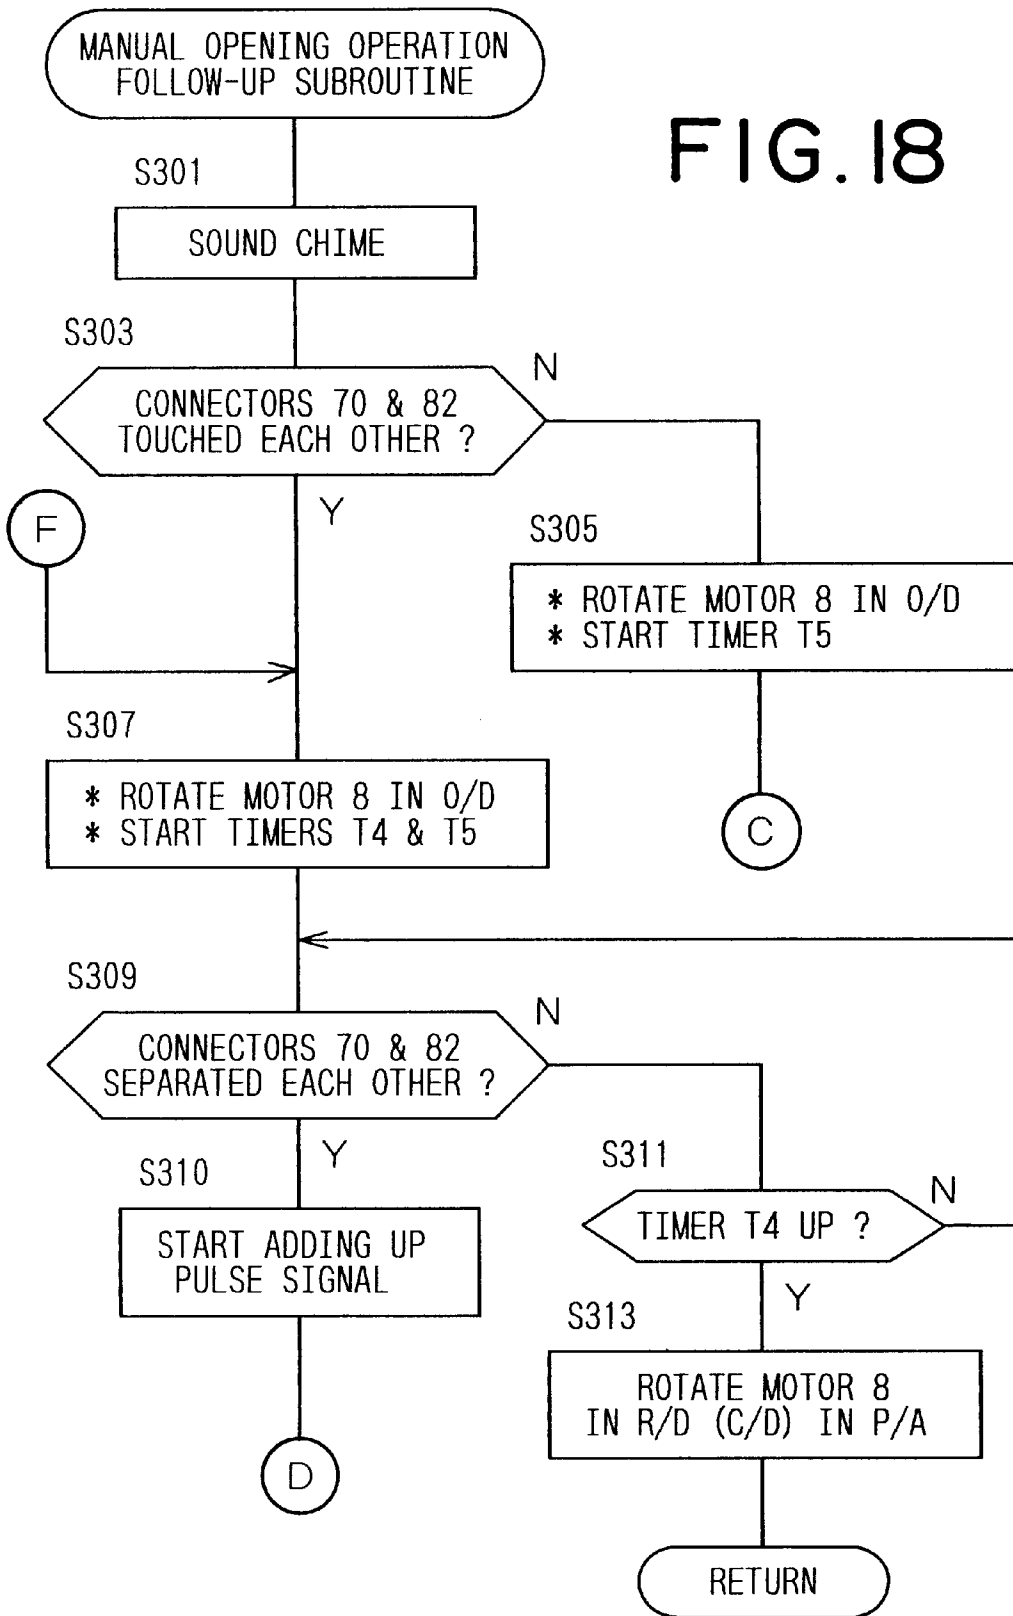 MANUAL OPENING OPERATION
FOLLOW-UP SUBROUTINE
FIG. 18
S301
SOUND CHIME
S303
N
CONNECTORS 70 & 82
TOUCHED EACH OTHER ?
Y
F
S305
* ROTATE MOTOR 8 IN O/D
* START TIMER T5
S307
* ROTATE MOTOR 8 IN O/D
* START TIMERS T4 & T5
C
S309
N
CONNECTORS 70 & 82
SEPARATED EACH OTHER ?
Y
S310
START ADDING UP
PULSE SIGNAL
D
S311
N
TIMER T4 UP ?
Y
S313
ROTATE MOTOR 8
IN R/D (C/D) IN P/A
RETURN